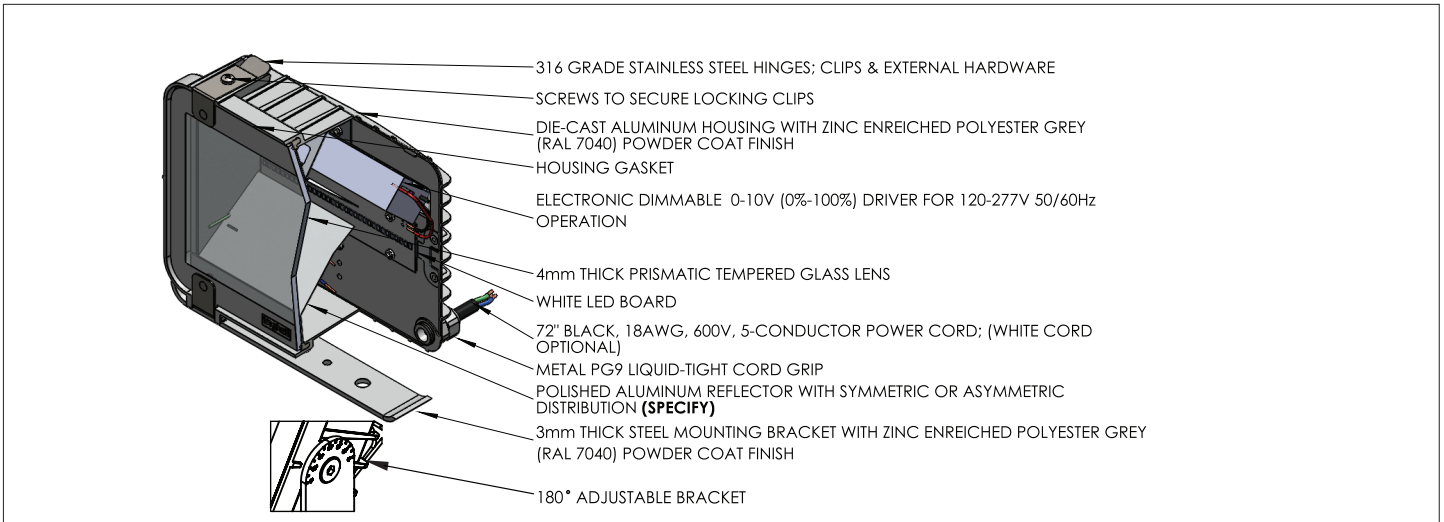 316 GRADE STAINLESS STEEL HINGES; CLIPS & EXTERNAL HARDWARE
SCREWS TO SECURE LOCKING CLIPS
DIE-CAST ALUMINUM HOUSING WITH ZINC ENREICHED POLYESTER GREY
(RAL 7040) POWDER COAT FINISH
HOUSING GASKET
ELECTRONIC DIMMABLE 0-10V (0%-100%) DRIVER FOR 120-277V 50/60Hz
OPERATION
4mm THICK PRISMATIC TEMPERED GLASS LENS
WHITE LED BOARD
72" BLACK, 18AWG, 600V, 5-CONDUCTOR POWER CORD; (WHITE CORD
OPTIONAL)
METAL PG9 LIQUID-TIGHT CORD GRIP
POLISHED ALUMINUM REFLECTOR WITH SYMMETRIC OR ASYMMETRIC
DISTRIBUTION (SPECIFY)
3mm THICK STEEL MOUNTING BRACKET WITH ZINC ENREICHED POLYESTER GREY
(RAL 7040) POWDER COAT FINISH
180° ADJUSTABLE BRACKET